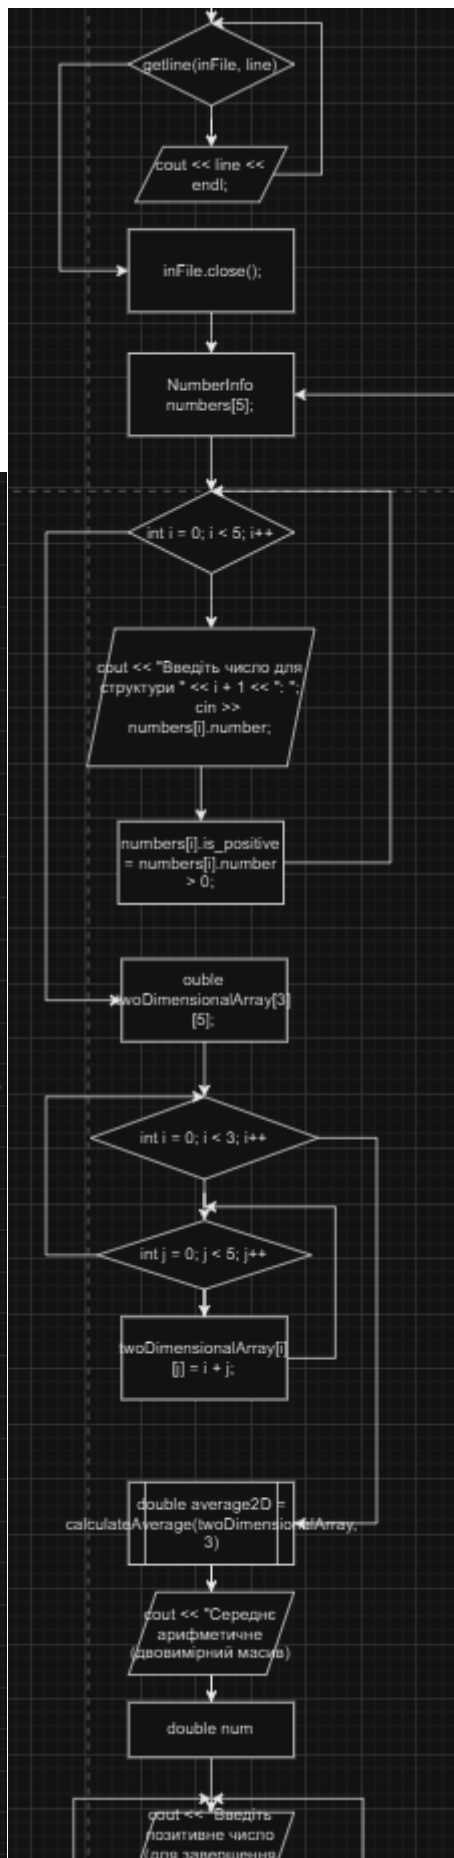 getline(inFile, line)
cout << line <<
endl;
inFile.close();
NumberInfo
numbers[5];
int i = 0; i < 5; i++
cout << "Введіть число для
структури " << i + 1 << ": ";
cin >>
numbers[i].number;
numbers[i].is_positive
= numbers[i].number
> 0;
ouble
twoDimensionalArray[3]
[5];
int i = 0; i < 3; i++
int j = 0; j < 5; j++
twoDimensionalArray[i]
[j] = i + j;
double average2D =
calculateAverage(twoDimensionalArray,
3)
cout << "Середнє
арифметичне
(двовимірний масив)
double num
cout << "Введіть
позитивне число
(для завершення